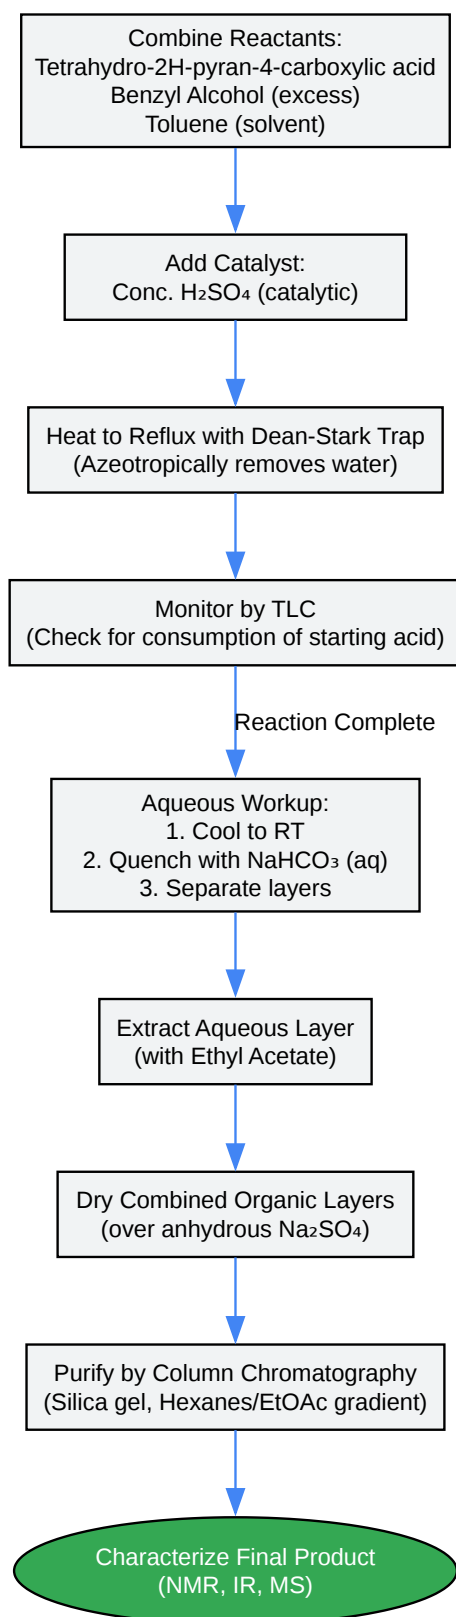 Combine Reactants:
Tetrahydro-2H-pyran-4-carboxylic acid
Benzyl Alcohol (excess)
Toluene (solvent)
Add Catalyst:
Conc. H₂SO₄ (catalytic)
Heat to Reflux with Dean-Stark Trap
(Azeotropically removes water)
Monitor by TLC
(Check for consumption of starting acid)
Reaction Complete
Aqueous Workup:
1. Cool to RT
2. Quench with NaHCO₃ (aq)
3. Separate layers
Extract Aqueous Layer
(with Ethyl Acetate)
Dry Combined Organic Layers
(over anhydrous Na₂SO₄)
Purify by Column Chromatography
(Silica gel, Hexanes/EtOAc gradient)
Characterize Final Product
(NMR, IR, MS)